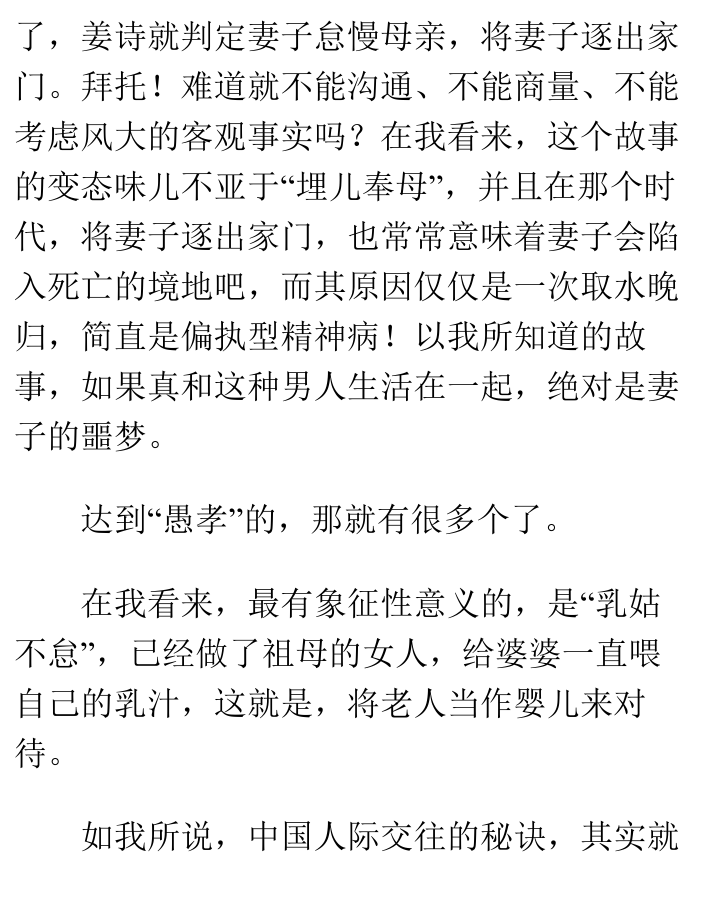 了，姜诗就判定妻子怠慢母亲，将妻子逐出家
门。拜托！难道就不能沟通、不能商量、不能
考虑风大的客观事实吗？在我看来，这个故事
的变态味儿不亚于“埋儿奉母”，并且在那个时
代，将妻子逐出家门，也常常意味着妻子会陷
入死亡的境地吧，而其原因仅仅是一次取水晚
归，简直是偏执型精神病！以我所知道的故
事，如果真和这种男人生活在一起，绝对是妻
子的噩梦。
达到“愚孝”的，那就有很多个了。
在我看来，最有象征性意义的，是“乳姑
不怠”，已经做了祖母的女人，给婆婆一直喂
自己的乳汁，这就是，将老人当作婴儿来对
待。
如我所说，中国人际交往的秘诀，其实就